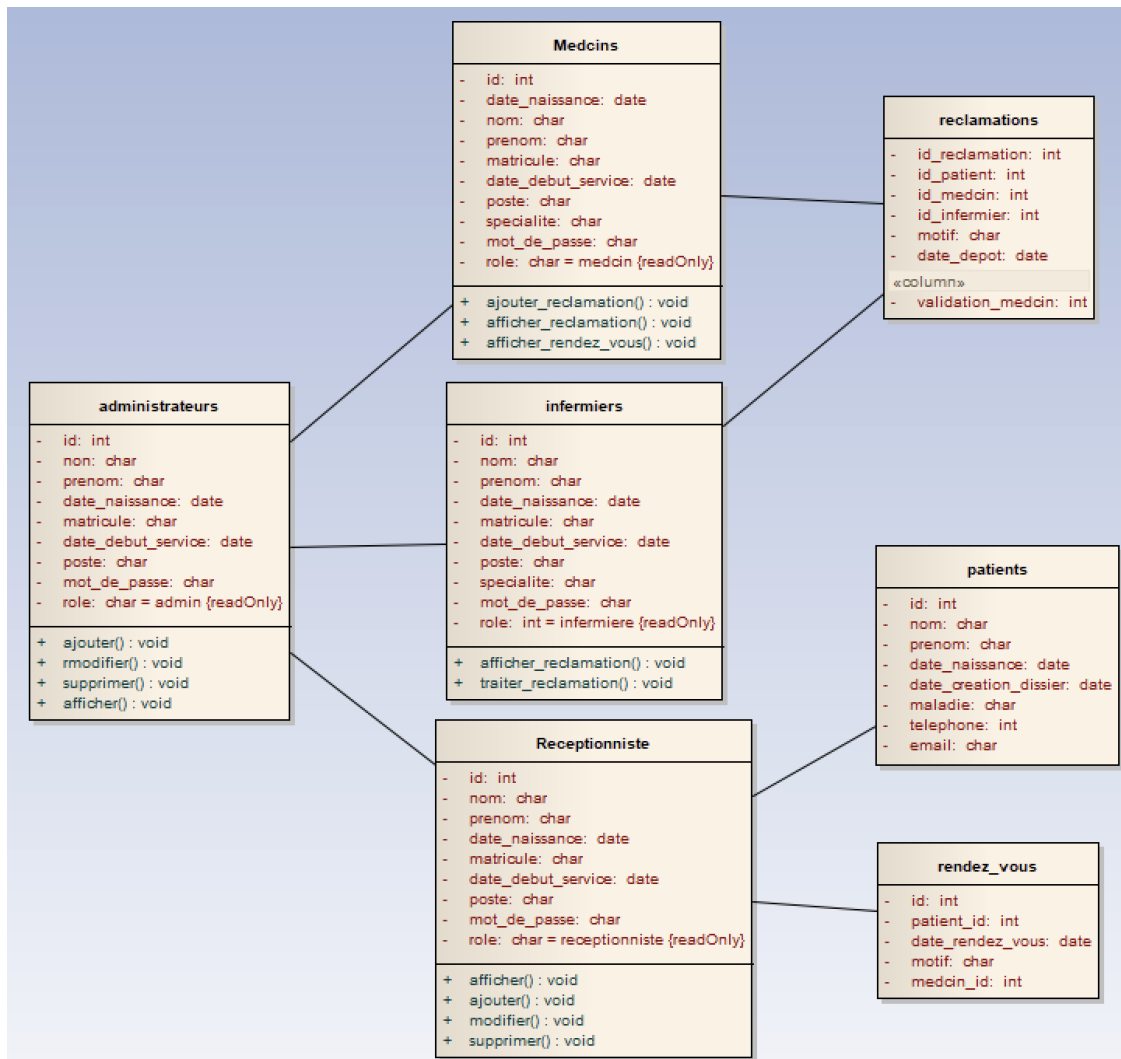 Medcins
- id: int
- date_naissance: date
- nom: char
- prenom: char
- matricule: char
- date_debut_service: date
- poste: char
- specialite: char
- mot_de_passe: char
- role: char = medcin {readOnly}
+ ajouter_reclamation() : void
+ afficher_reclamation() : void
+ afficher_rendez_vous() : void
reclamations
- id_reclamation: int
- id_patient: int
- id_medcin: int
- id_infermier: int
- motif: char
- date_depot: date
«column»
- validation_medcin: int
administrateurs
- id: int
- non: char
- prenom: char
- date_naissance: date
- matricule: char
- date_debut_service: date
- poste: char
- mot_de_passe: char
- role: char = admin {readOnly}
+ ajouter() : void
+ rmodifier() : void
+ supprimer() : void
+ afficher() : void
infermiers
- id: int
- nom: char
- prenom: char
- date_naissance: date
- matricule: char
- date_debut_service: date
- poste: char
- specialite: char
- mot_de_passe: char
- role: int = infermiere {readOnly}
+ afficher_reclamation() : void
+ traiter_reclamation() : void
patients
- id: int
- nom: char
- prenom: char
- date_naissance: date
- date_creation_dissier: date
- maladie: char
- telephone: int
- email: char
Receptionniste
- id: int
- nom: char
- prenom: char
- date_naissance: date
- matricule: char
- date_debut_service: date
- poste: char
- mot_de_passe: char
- role: char = receptionniste {readOnly}
+ afficher() : void
+ ajouter() : void
+ modifier() : void
+ supprimer() : void
rendez_vous
- id: int
- patient_id: int
- date_rendez_vous: date
- motif: char
- medcin_id: int